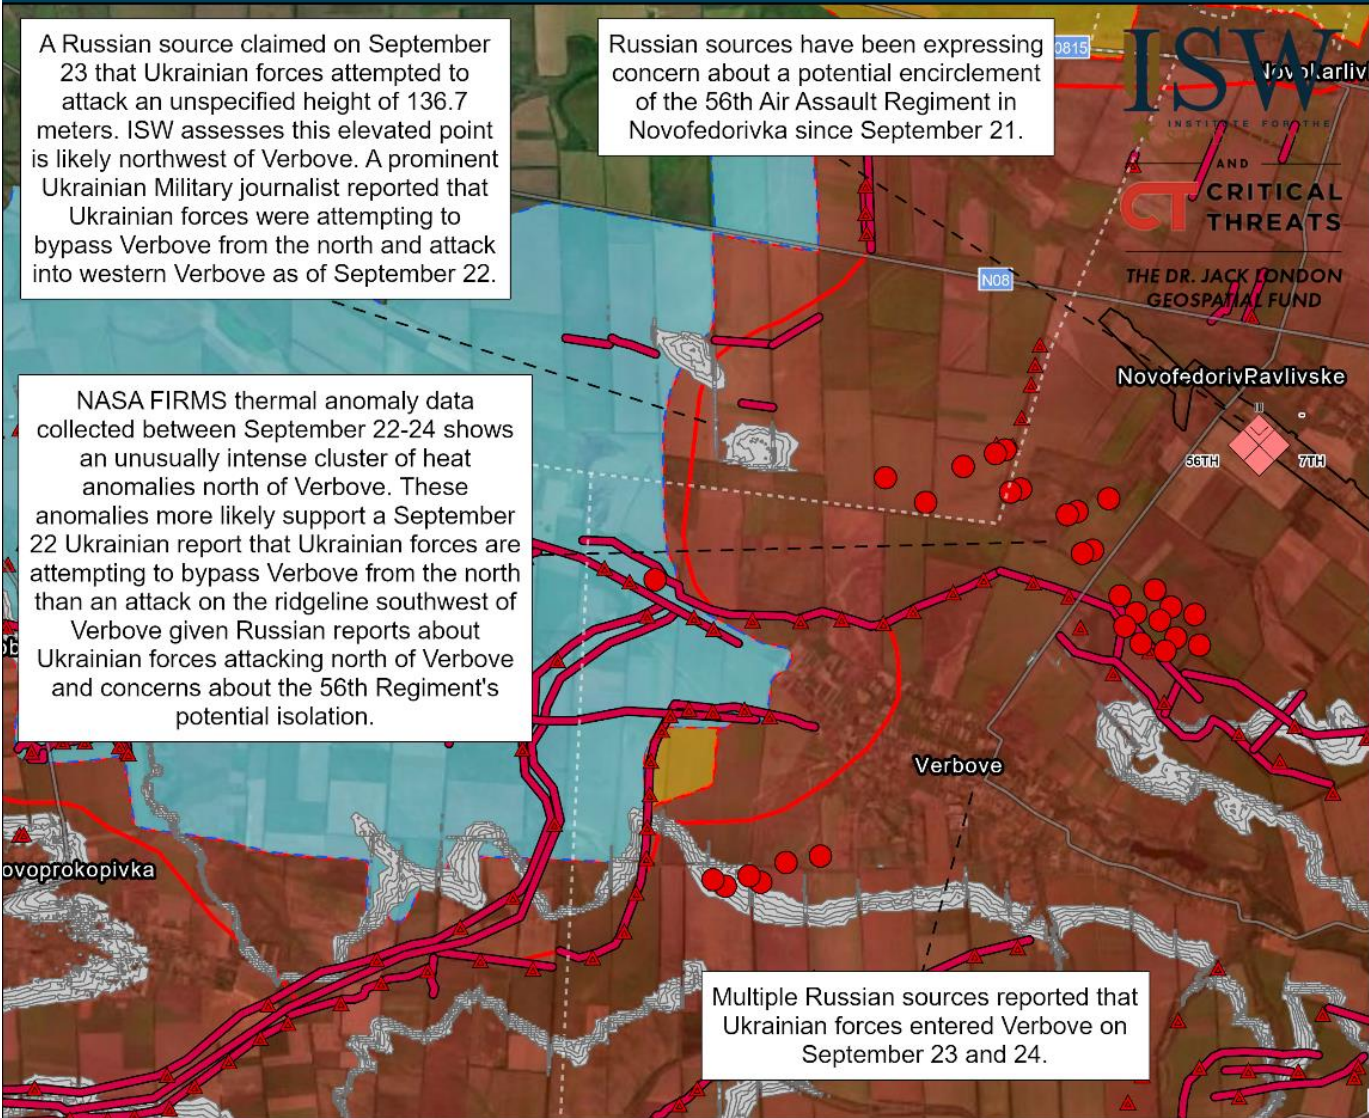 A Russian source claimed on September
23 that Ukrainian forces attempted to
attack an unspecified height of 136.7
meters. ISW assesses this elevated point
is likely northwest of Verbove. A prominent
Ukrainian Military journalist reported that
Ukrainian forces were attempting to
bypass Verbove from the north and attack
into western Verbove as of September 22.
Russian sources have been expressing
concern about a potential encirclement
of the 56th Air Assault Regiment in
Novofedorivka since September 21.
0815
ISW
INSTITUTE FOR THE
AND
CT CRITICAL
THREATS
THE DR. JACK LONDON
GEOSPATIAL FUND
Novokarliv
N08
NovofedorivPavlivske
56TH
7TH
NASA FIRMS thermal anomaly data
collected between September 22-24 shows
an unusually intense cluster of heat
anomalies north of Verbove. These
anomalies more likely support a September
22 Ukrainian report that Ukrainian forces are
attempting to bypass Verbove from the north
than an attack on the ridgeline southwest of
Verbove given Russian reports about
Ukrainian forces attacking north of Verbove
and concerns about the 56th Regiment's
potential isolation.
Verbove
ovoprokopivka
Multiple Russian sources reported that
Ukrainian forces entered Verbove on
September 23 and 24.